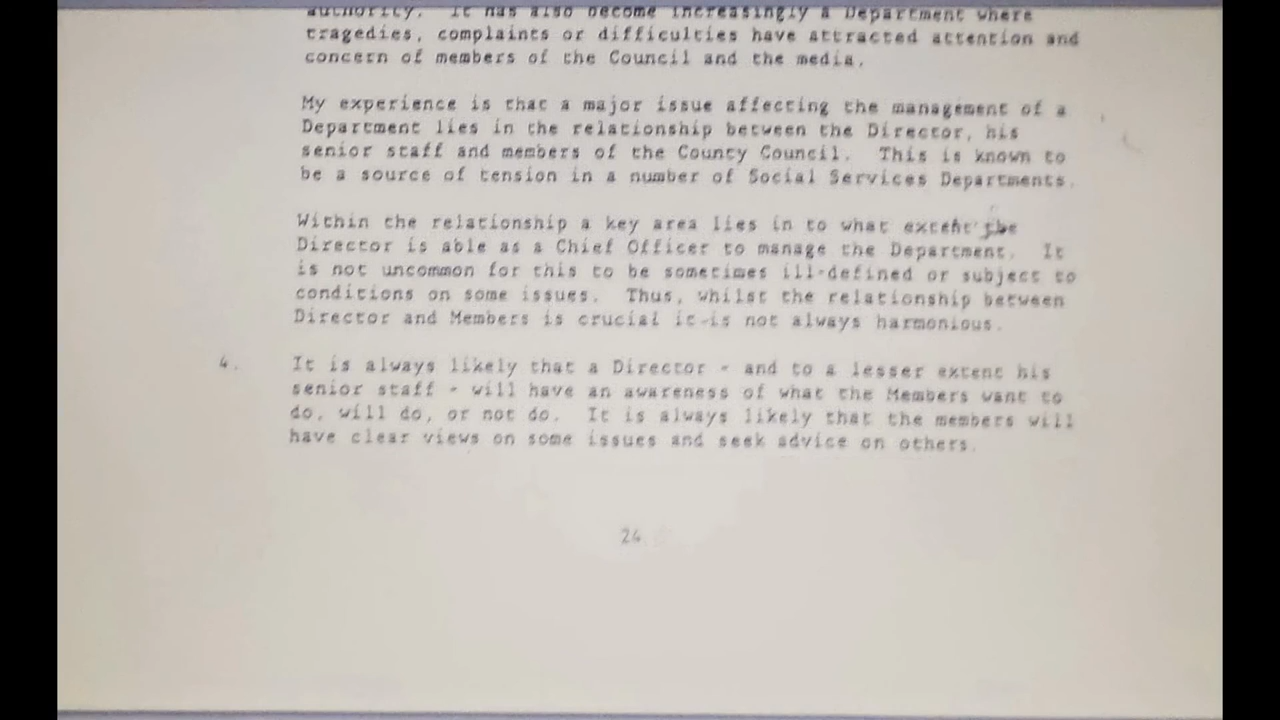 authority. It has also become increasingly a Department where
tragedies, complaints or difficulties have attracted attention and
concern of members of the Council and the media.
My experience is that a major issue affecting the management of a
Department lies in the relationship between the Director, his
senior staff and members of the County Council. This is known to
be a source of tension in a number of Social Services Departments.
Within the relationship a key area lies in to what extent the
Director is able as a Chief Officer to manage the Department. It
is not uncommon for this to be sometimes ill-defined or subject to
conditions on some issues. Thus, whilst the relationship between
Director and Members is crucial it is not always harmonious.
4. It is always likely that a Director - and to a lesser extent his
senior staff - will have an awareness of what the Members want to
do, will do, or not do. It is always likely that the members will
have clear views on some issues and seek advice on others.
24